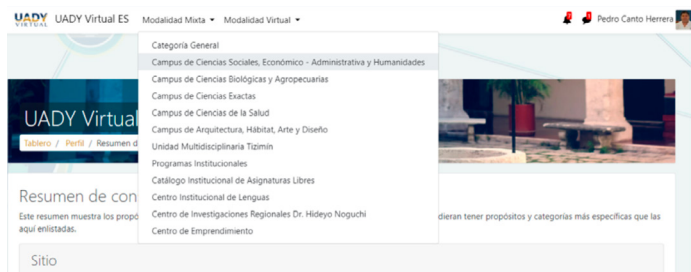 UADY VIRTUAL UADY Virtual ES Modalidad Mixta Modalidad Virtual Pedro Canto Herrera
Categoría General
Campus de Ciencias Sociales, Económico - Administrativa y Humanidades
Campus de Ciencias Biológicas y Agropecuarias
Campus de Ciencias Exactas
Campus de Ciencias de la Salud
Campus de Arquitectura, Hábitat, Arte y Diseño
Unidad Multidisciplinaria Tizimín
Programas Institucionales
Catálogo Institucional de Asignaturas Libres
Centro Institucional de Lenguas
Centro de Investigaciones Regionales Dr. Hideyo Noguchi
Centro de Emprendimiento
UADY Virtual
Tablero / Perfil / Resumen d
Resumen de con
Este resumen muestra los propó dieran tener propósitos y categorías más específicas que las
aquí enlistadas.
Sitio